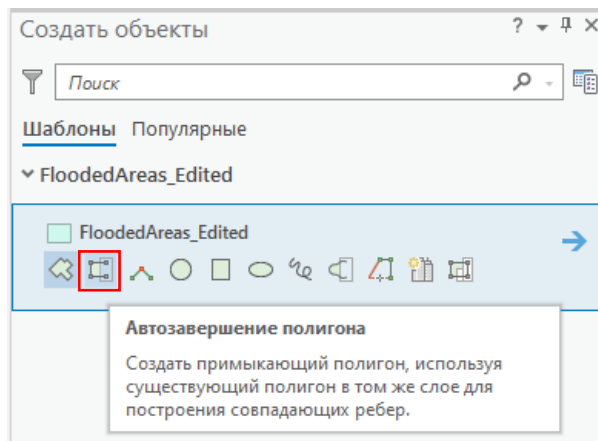 Создать объекты
?
Поиск
Шаблоны Популярные
FloodedAreas_Edited
FloodedAreas_Edited
Автозавершение полигона
Создать примыкающий полигон, используя
существующий полигон в том же слое для
построения совпадающих ребер.